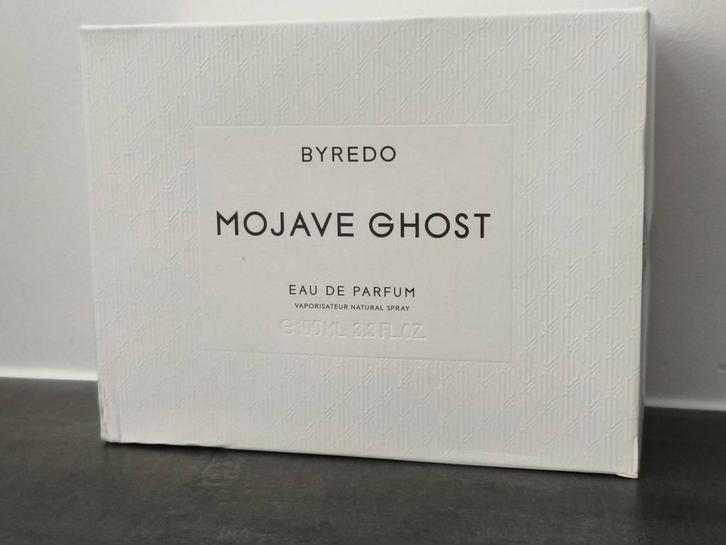 BYREDO
MOJAVE GHOST
EAU DE PARFUM
VAPORISATEUR NATURAL SPRAY
℮100ML 3.3 FL.OZ.